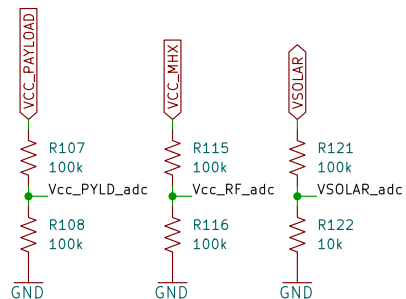 VCC_PAYLOAD
R107
100k
Vcc_PYLD_adc
R108
100k
GND
VCC_MHX
R115
100k
Vcc_RF_adc
R116
100k
GND
VSOLAR
R121
100k
VSOLAR_adc
R122
10k
GND